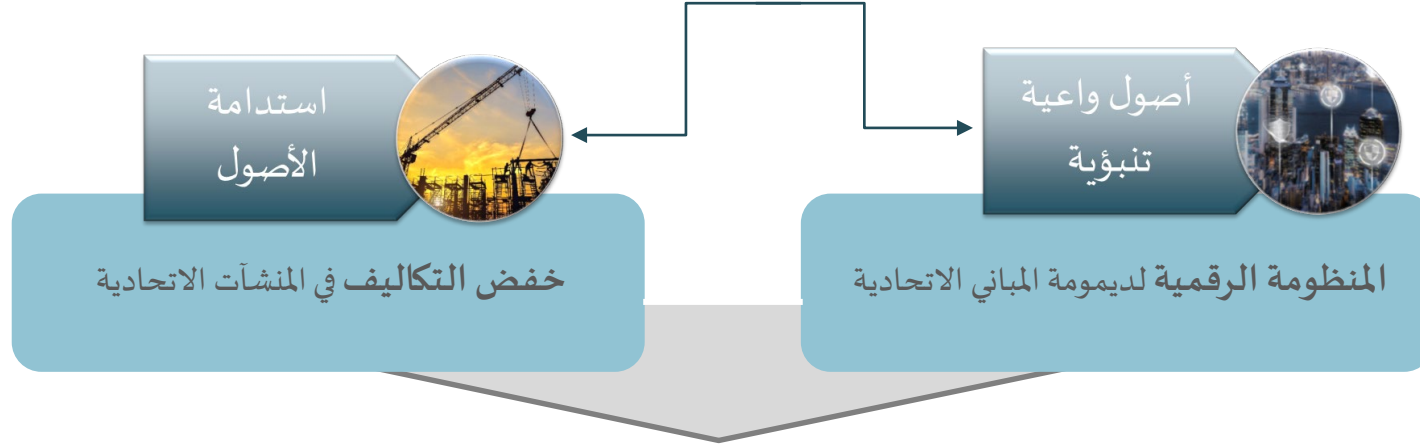 أصول واعية
تنبؤية
المنظومة الرقمية لديمومة المباني الاتحادية
استدامة
الأصول
خفض التكاليف في المنشآت الاتحادية